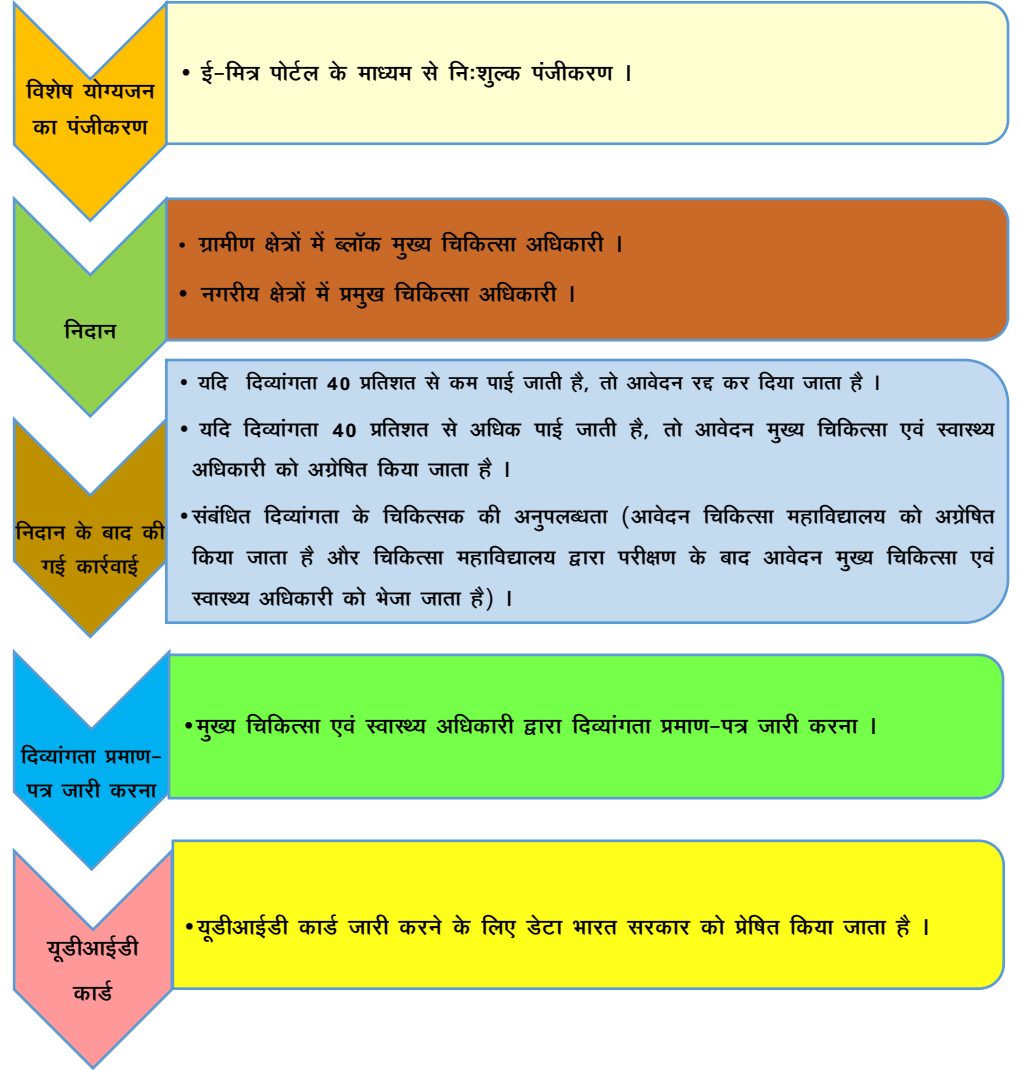 विशेष योग्यजन
का पंजीकरण
• ई-मित्र पोर्टल के माध्यम से निःशुल्क पंजीकरण ।
निदान
• ग्रामीण क्षेत्रों में ब्लॉक मुख्य चिकित्सा अधिकारी ।
• नगरीय क्षेत्रों में प्रमुख चिकित्सा अधिकारी ।
निदान के बाद की
गई कार्रवाई
• यदि दिव्यांगता 40 प्रतिशत से कम पाई जाती है, तो आवेदन रद्द कर दिया जाता है ।
• यदि दिव्यांगता 40 प्रतिशत से अधिक पाई जाती है, तो आवेदन मुख्य चिकित्सा एवं स्वास्थ्य
अधिकारी को अग्रेषित किया जाता है ।
• संबंधित दिव्यांगता के चिकित्सक की अनुपलब्धता (आवेदन चिकित्सा महाविद्यालय को अग्रेषित
किया जाता है और चिकित्सा महाविद्यालय द्वारा परीक्षण के बाद आवेदन मुख्य चिकित्सा एवं
स्वास्थ्य अधिकारी को भेजा जाता है) ।
दिव्यांगता प्रमाण-
पत्र जारी करना
• मुख्य चिकित्सा एवं स्वास्थ्य अधिकारी द्वारा दिव्यांगता प्रमाण-पत्र जारी करना ।
यूडीआईडी
कार्ड
• यूडीआईडी कार्ड जारी करने के लिए डेटा भारत सरकार को प्रेषित किया जाता है ।